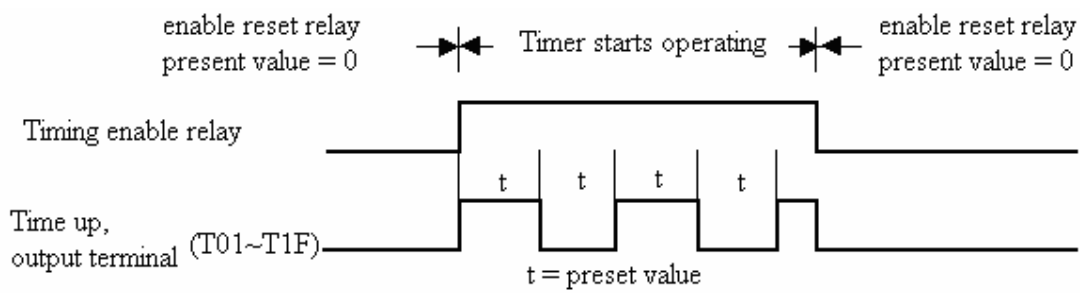 enable reset relay
present value = 0
Timer starts operating
enable reset relay
present value = 0
Timing enable relay
t
t
t
t
Time up,
output terminal (T01~T1F)
t = preset value